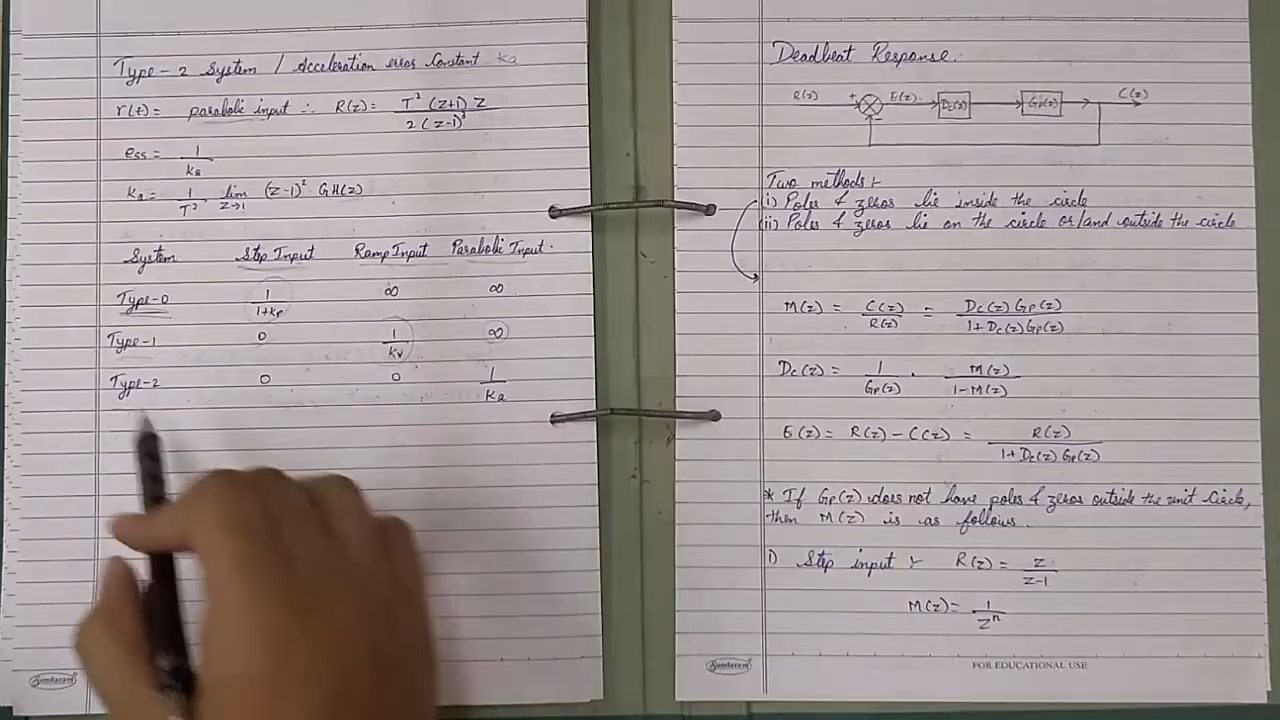 Type-2 System / Acceleration error Constant ka
r(t) = parabolic input ∴ R(z) = T² (z+1) z / 2 (z-1)³
ess = 1 / ka
ka = 1/T² lim z→1 (z-1)² GH(z)
System Step Input Ramp Input Parabolic Input.
Type-0 1/1+kp ∞ ∞
Type-1 0 1/kv ∞
Type-2 0 0 1/ka
Sundaram
Deadbeat Response.
R(z) + E(z) Dc(z) Gp(z) C(z)
-
Two methods :-
(i) Poles & zeros lie inside the circle
(ii) Poles & zeros lie on the circle or/and outside the circle
M(z) = C(z)/R(z) = Dc(z) Gp(z) / 1 + Dc(z) Gp(z)
Dc(z) = 1/Gp(z) . M(z) / 1 - M(z)
E(z) = R(z) - C(z) = R(z) / 1 + Dc(z) Gp(z)
* If Gp(z) does not have poles & zeros outside the unit circle,
then M(z) is as follows.
i) Step input :- R(z) = z / z-1
M(z) = 1 / zⁿ
Sundaram
FOR EDUCATIONAL USE